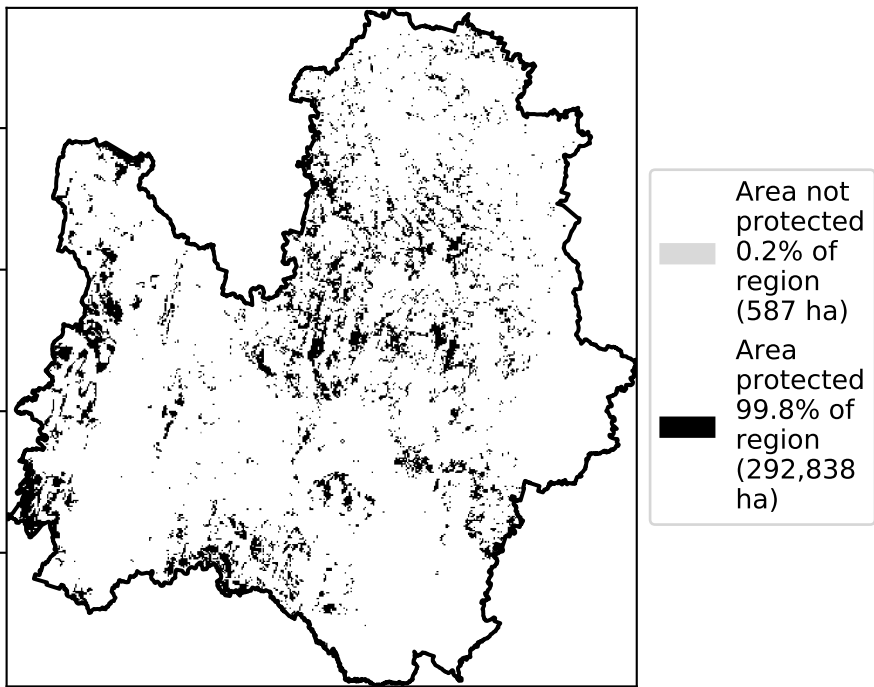 Area not
protected
0.2% of
region
(587 ha)
Area
protected
99.8% of
region
(292,838
ha)